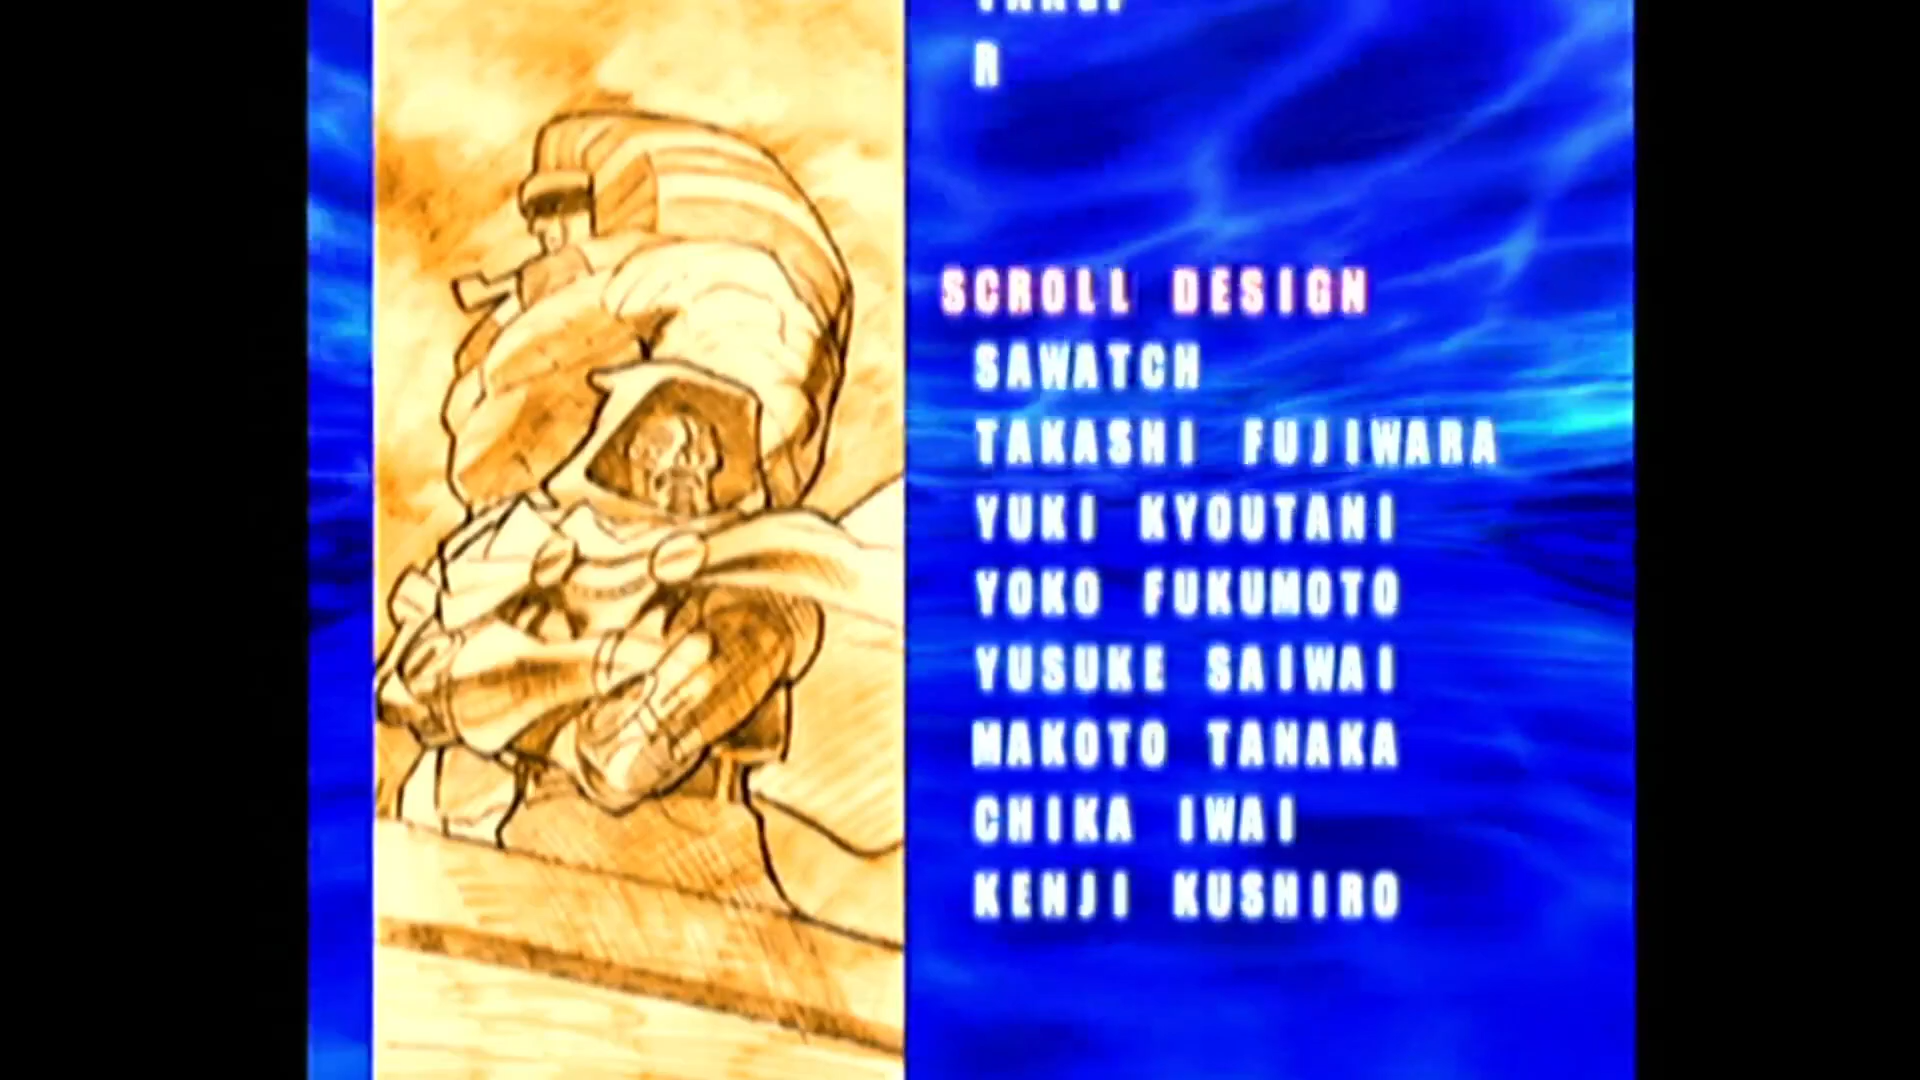 R
SCROLL DESIGN
SAWATCH
TAKASHI FUJIWARA
YUKI KYOUTANI
YOKO FUKUMOTO
YUSUKE SAIWAI
MAKOTO TANAKA
CHIKA IWAI
KENJI KUSHIRO